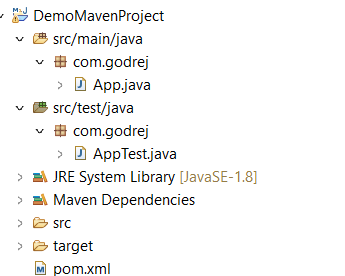 DemoMavenProject
src/main/java
com.godrej
App.java
src/test/java
com.godrej
AppTest.java
JRE System Library [JavaSE-1.8]
Maven Dependencies
src
target
pom.xml